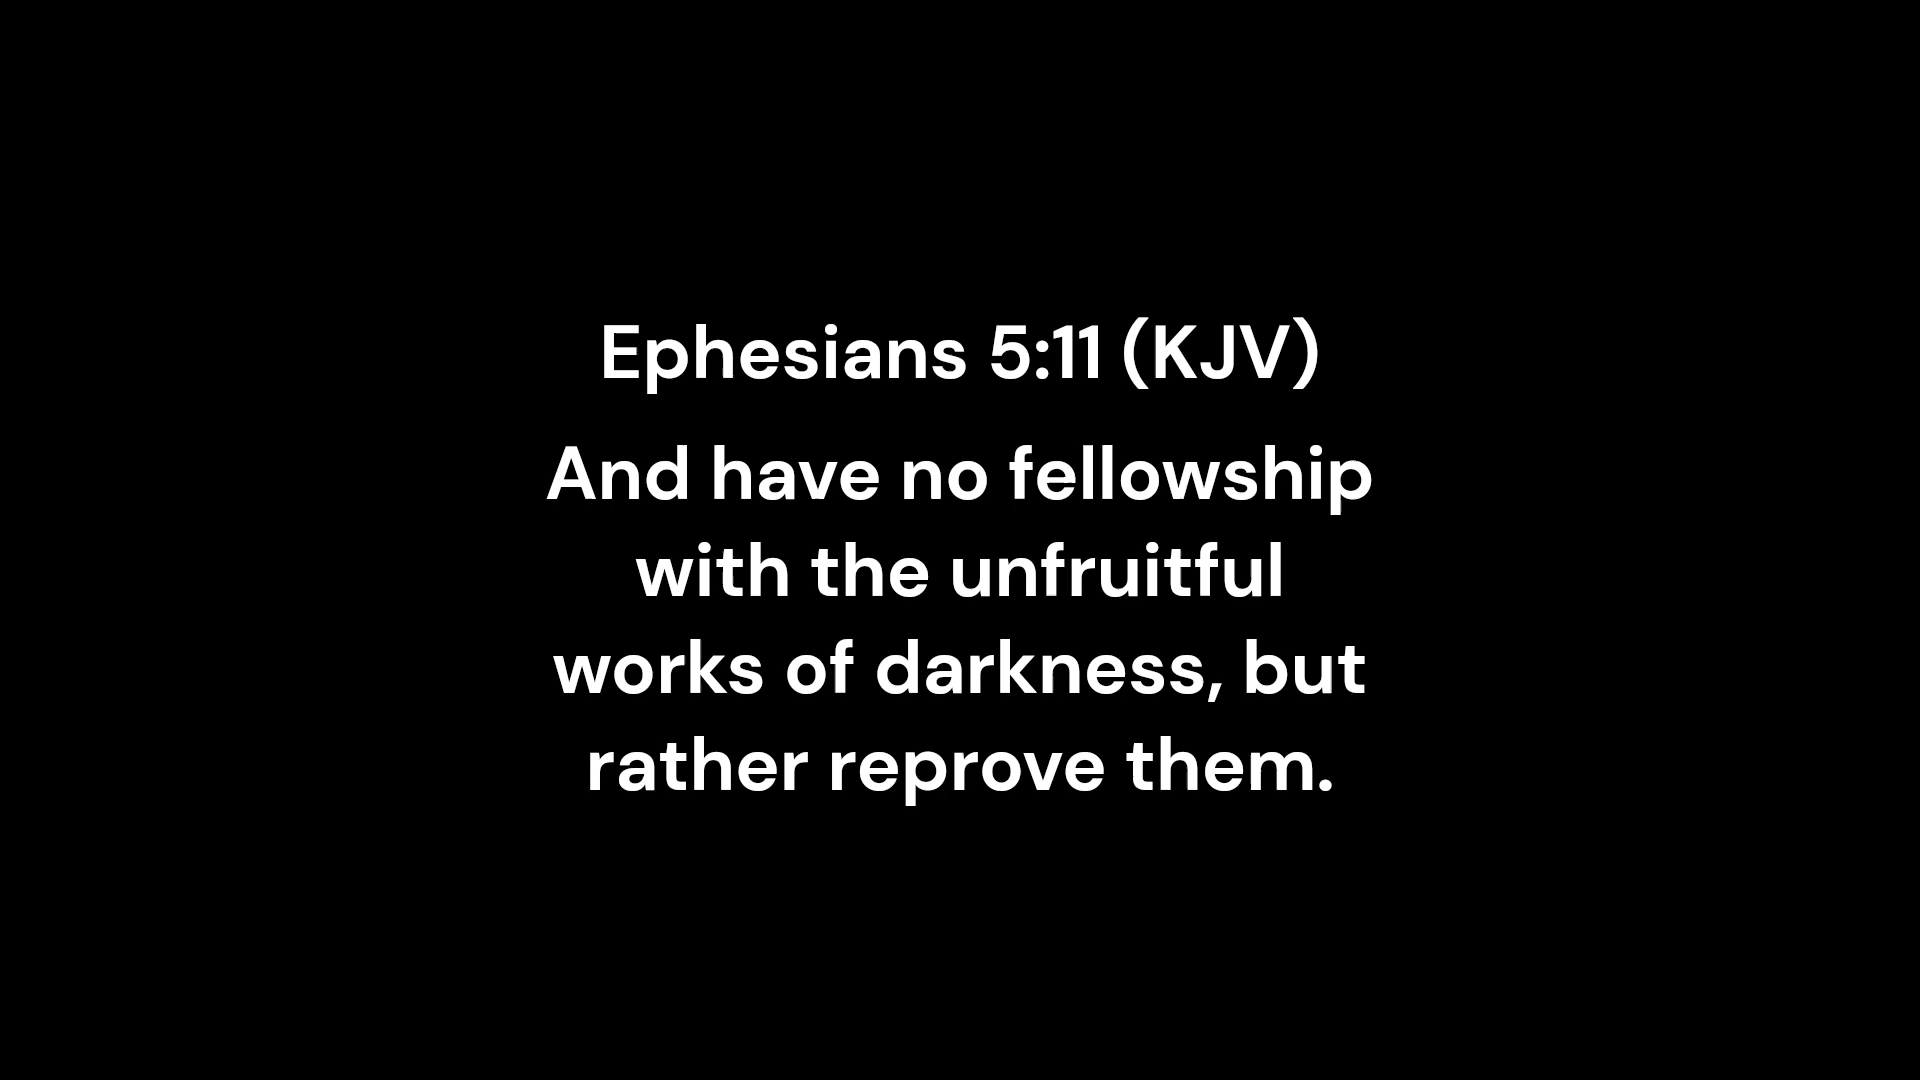 Ephesians 5:11 (KJV)
And have no fellowship
with the unfruitful
works of darkness, but
rather reprove them.